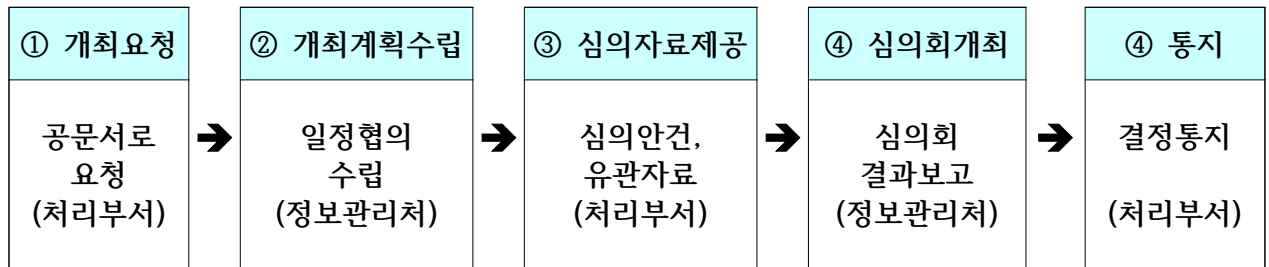 ① 개최요청
공문서로
요청
(처리부서)
② 개최계획수립
일정협의
수립
(정보관리처)
③ 심의자료제공
심의안건,
유관자료
(처리부서)
④ 심의회개최
심의회
결과보고
(정보관리처)
④ 통지
결정통지
(처리부서)